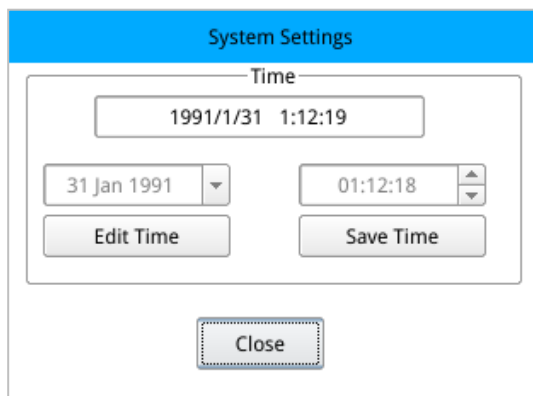 System Settings
Time
1991/1/31 1:12:19
31 Jan 1991 01:12:18
Edit Time Save Time
Close